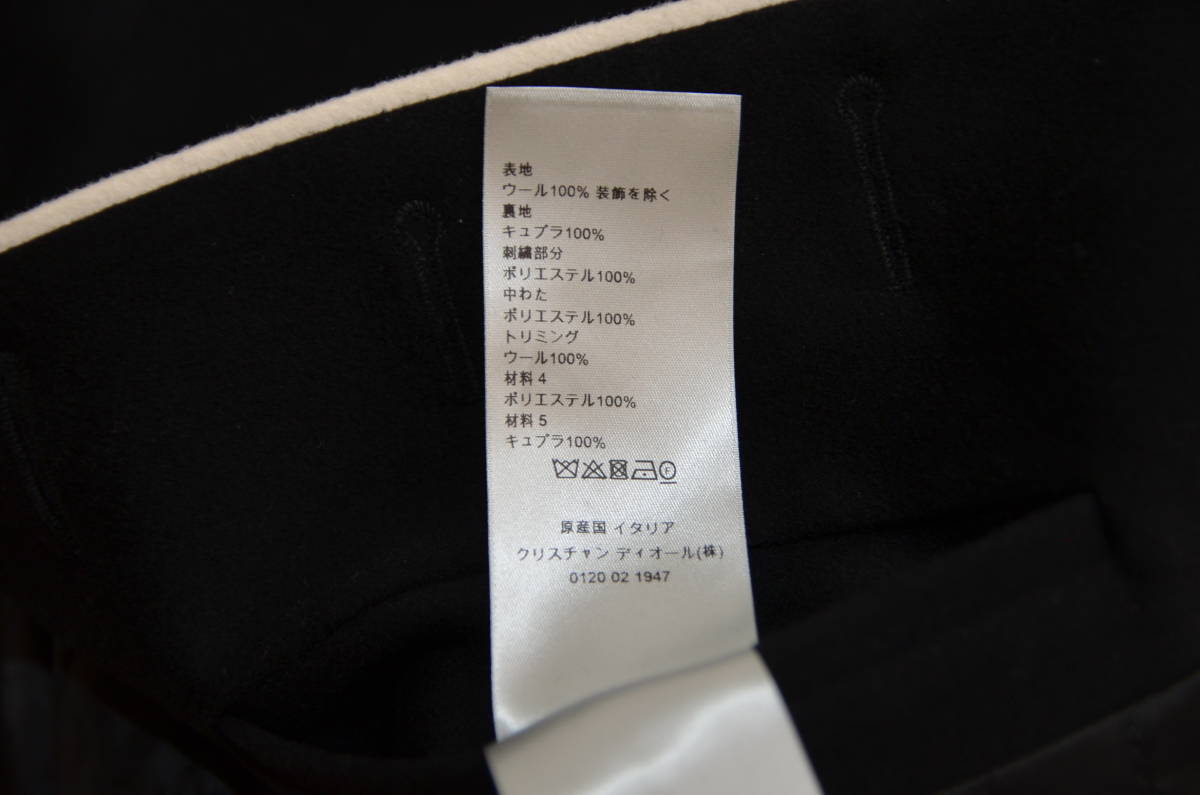 表地
ウール100% 装飾を除く
裏地
キュプラ100%
刺繍部分
ポリエステル100%
中わた
ポリエステル100%
トリミング
ウール100%
材料 4
ポリエステル100%
材料 5
キュプラ100%
F
原産国 イタリア
クリスチャン ディオール(株)
0120 02 1947